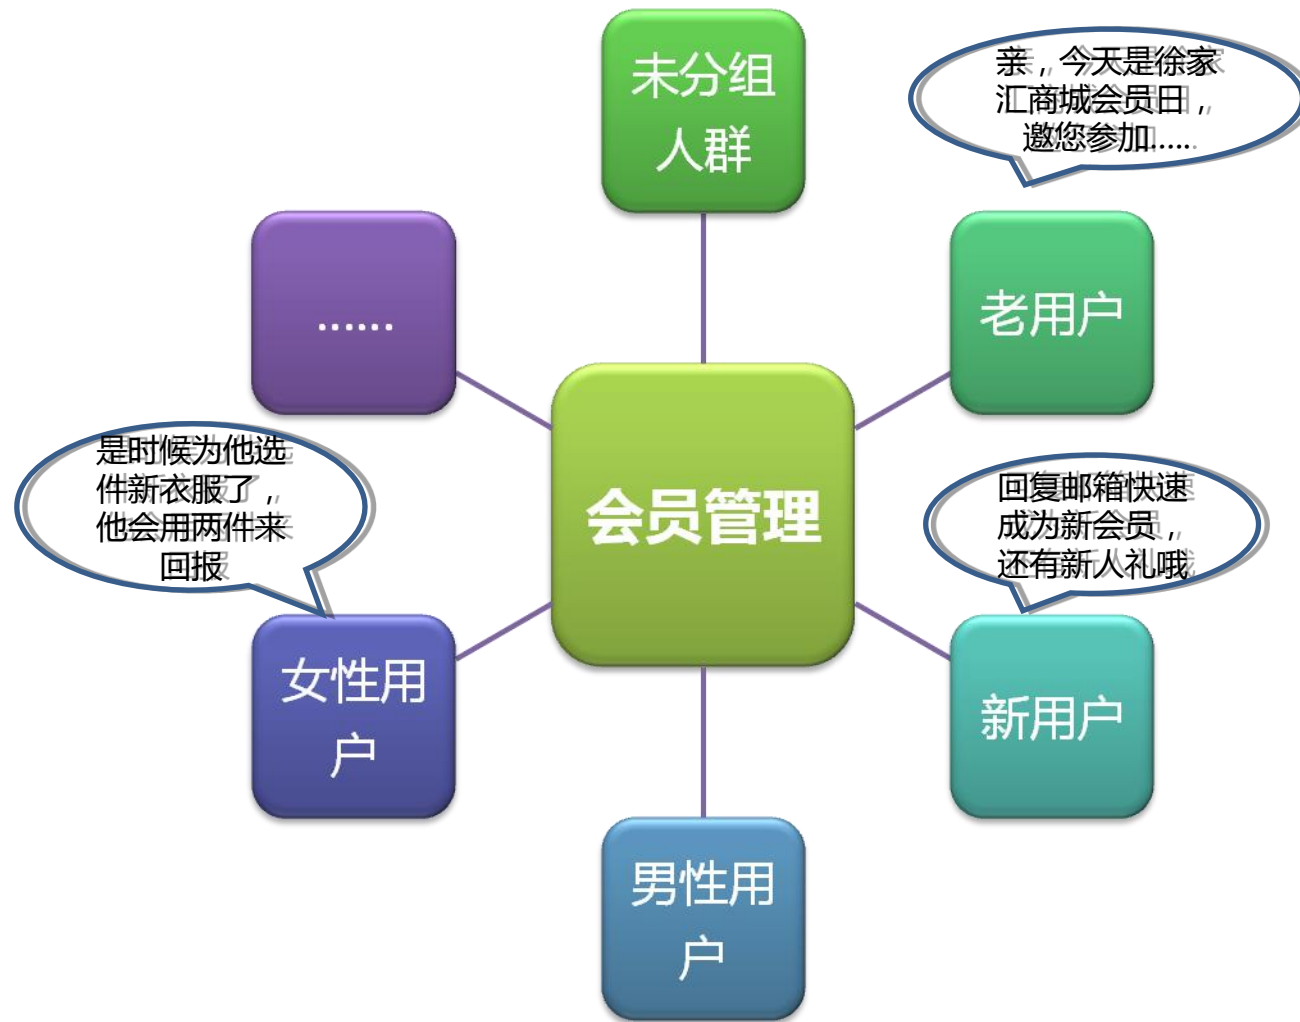 未分组
人群
亲，今天是徐家
汇商城会员日，
邀您参加.....
……
老用户
是时候为他选
件新衣服了，
他会用两件来
回报
会员管理
回复邮箱快速
成为新会员，
还有新人礼哦
女性用
户
新用户
男性用
户